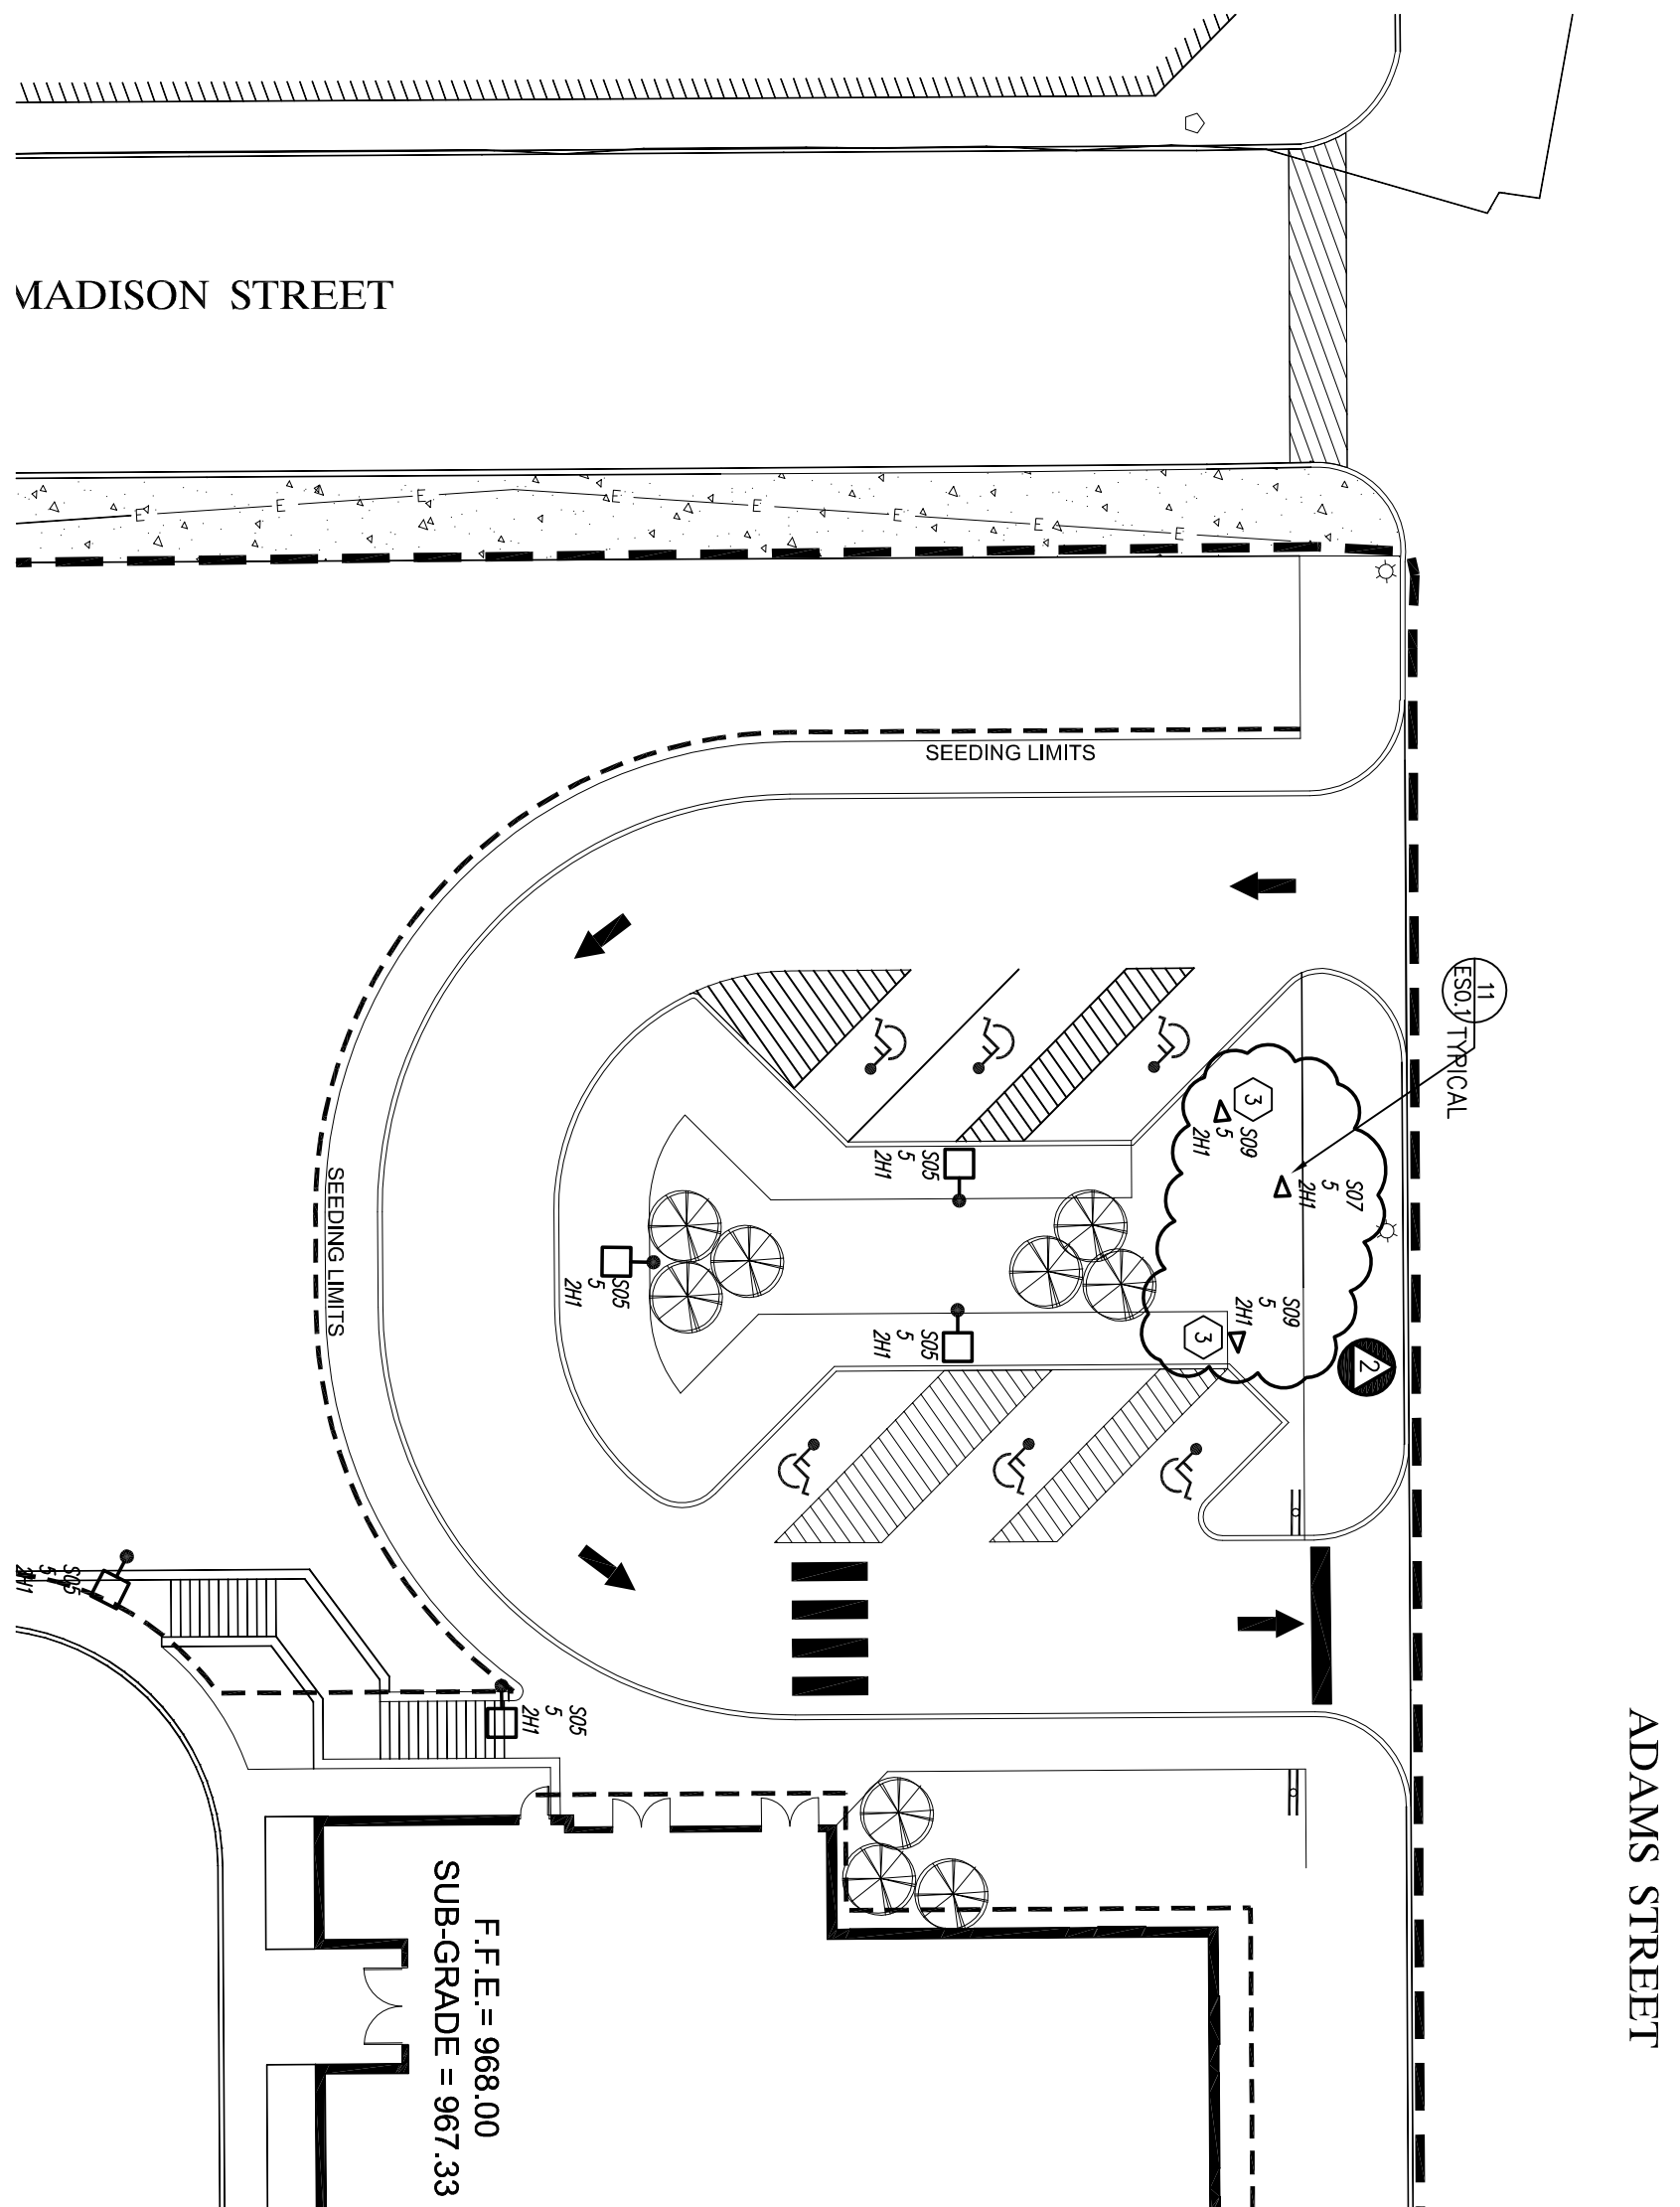 MADISON STREET
E E E E E E E E
SEEDING LIMITS
11
ES0.1 TYPICAL
3
S09
5
2H1
S07
5
2H1
S05
5
2H1
SEEDING LIMITS
S05
5
2H1
S09
5
2H1
3
2
S05
5
2H1
S05
5
2H1
S05
5
2H1
ADAMS STREET
F.F.E.= 968.00
SUB-GRADE = 967.33